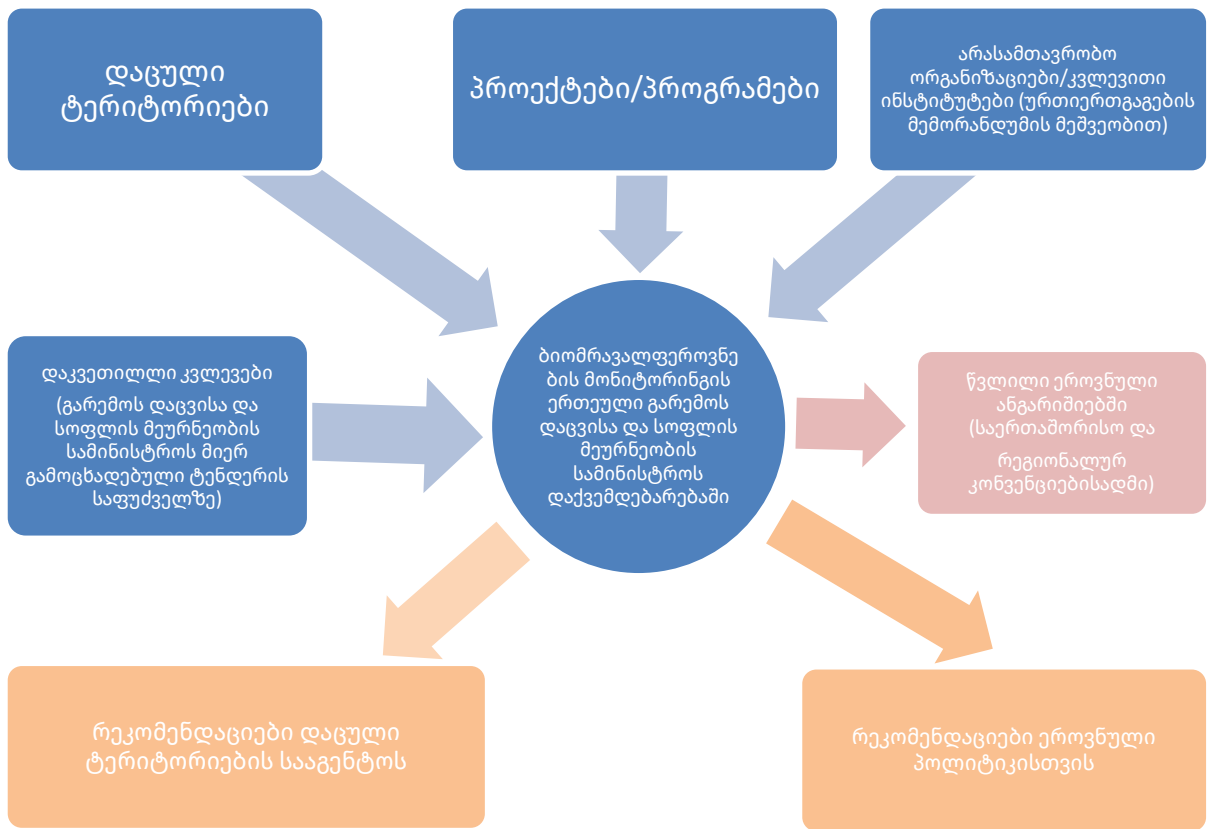 დაცული
ტერიტორიები
პროექტები/პროგრამები
არასამთავრობო
ორგანიზაციები/კვლევითი
ინსტიტუტები (ურთიერთგაგების
მემორანდუმის მეშვეობით)
დაკვეთილლი კვლევები
(გარემოს დაცვისა და
სოფლის მეურნეობის
სამინისტროს მიერ
გამოცხადებული ტენდერის
საფუძველზე)
ბიომრავალფეროვნე
ბის მონიტორინგის
ერთეული გარემოს
დაცვისა და სოფლის
მეურნეობის
სამინისტროს
დაქვემდებარებაში
წვლილი ეროვნული
ანგარიშიებში
(საერთაშორისო და
რეგიონალურ
კონვენციებისადმი)
რეკომენდაციები დაცული
ტერიტორიების სააგენტოს
რეკომენდაციები ეროვნული
პოლიტიკისთვის